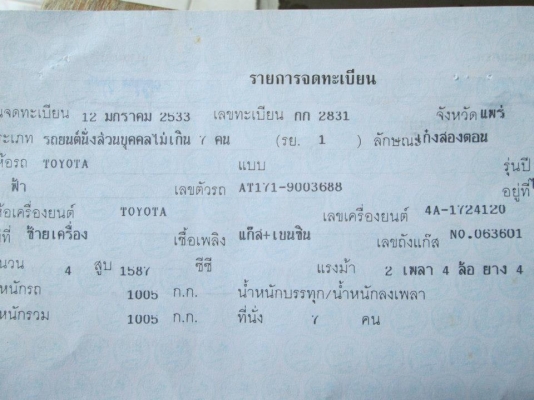 รายการจดทะเบียน
นจดทะเบียน 12 มกราคม 2533 เลขทะเบียน กก 2831 จังหวัด แพร่
ระเภท รถยนต์นั่งส่วนบุคคลไม่เกิน 7 คน (รย. 1 ) ลักษณะ เก๋งสองตอน
ห้อรถ TOYOTA แบบ รุ่นปี
ฟ้า เลขตัวรถ AT171-9003688 อยู่ที่
ห้อเครื่องยนต์ TOYOTA เลขเครื่องยนต์ 4A-1724120
ที่ ซ้ายเครื่อง เชื้อเพลิง แก๊ส+เบนซิน เลขถังแก๊ส NO.063601
นวน 4 สูบ 1587 ซีซี แรงม้า 2 เพลา 4 ล้อ ยาง 4
หนักรถ 1005 ก.ก. น้ำหนักบรรทุก/น้ำหนักลงเพลา
หนักรวม 1005 ก.ก. ที่นั่ง 7 คน